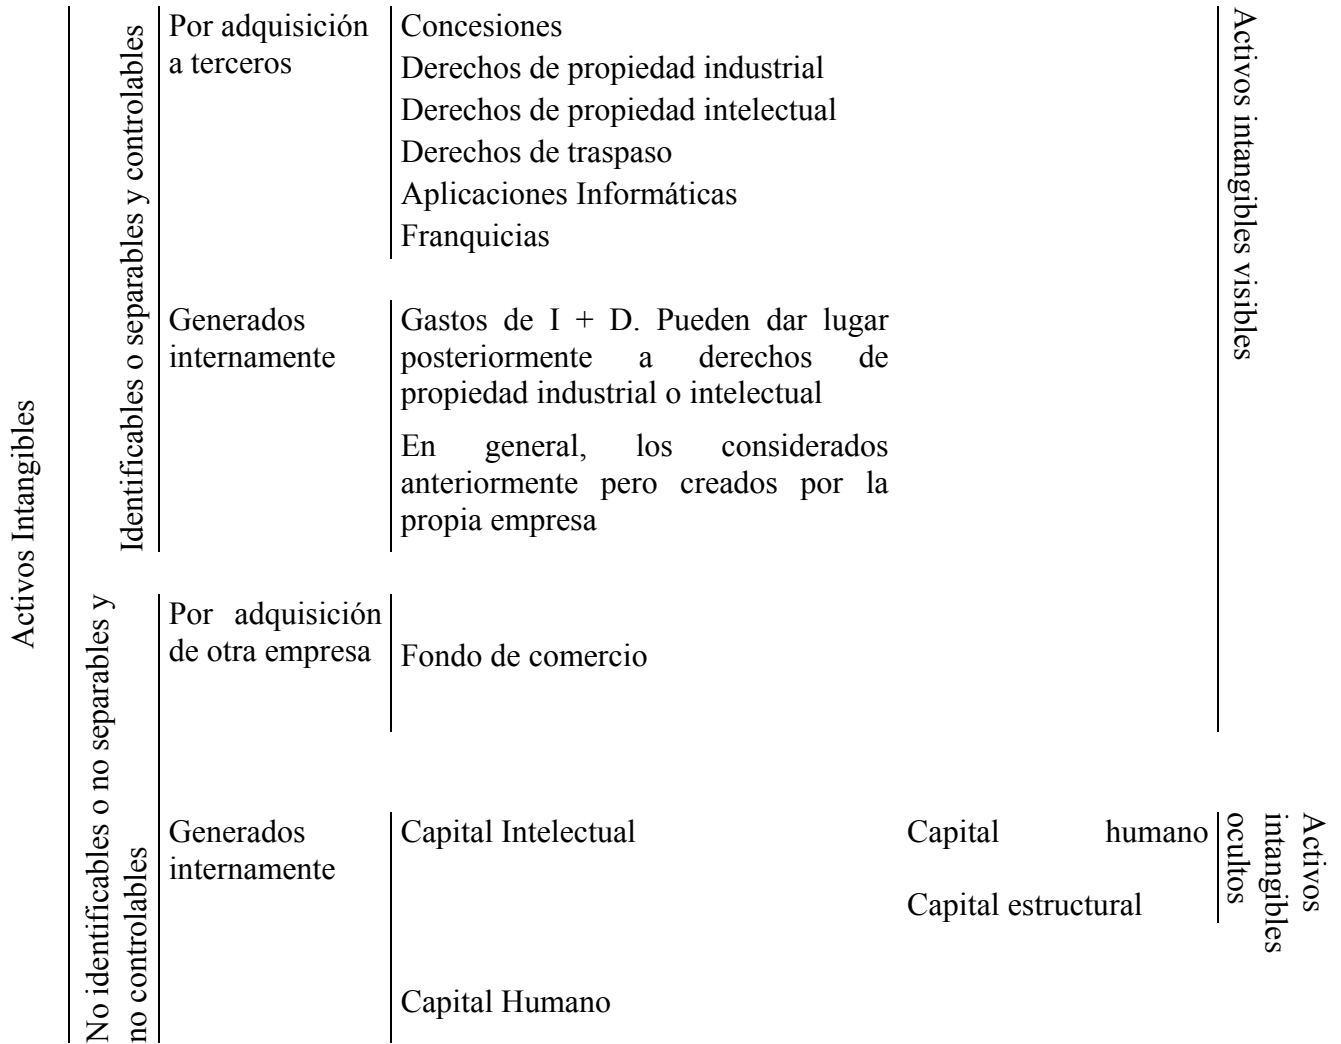 Activos Intangibles
Identificables o separables y controlables
Por adquisición
a terceros
Concesiones
Derechos de propiedad industrial
Derechos de propiedad intelectual
Derechos de traspaso
Aplicaciones Informáticas
Franquicias
Generados
internamente
Gastos de I + D. Pueden dar lugar
posteriormente a derechos de
propiedad industrial o intelectual
En general, los considerados
anteriormente pero creados por la
propia empresa
Activos intangibles visibles
No identificables o no separables y
no controlables
Por adquisición
de otra empresa
Fondo de comercio
Generados
internamente
Capital Intelectual
Capital humano
Capital estructural
Capital Humano
Activos
intangibles
ocultos